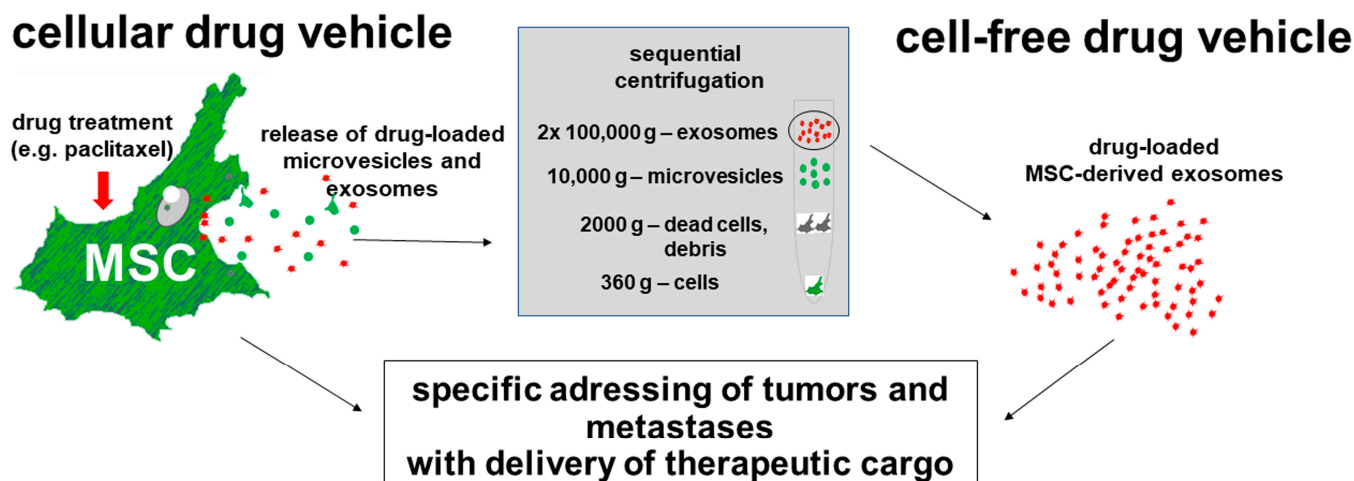 cellular drug vehicle
drug treatment
(e.g. paclitaxel)
release of drug-loaded
microvesicles and
exosomes
MSC
sequential
centrifugation
2x 100,000 g – exosomes
10,000 g – microvesicles
2000 g – dead cells,
debris
360 g – cells
cell-free drug vehicle
drug-loaded
MSC-derived exosomes
specific adressing of tumors and
metastases
with delivery of therapeutic cargo